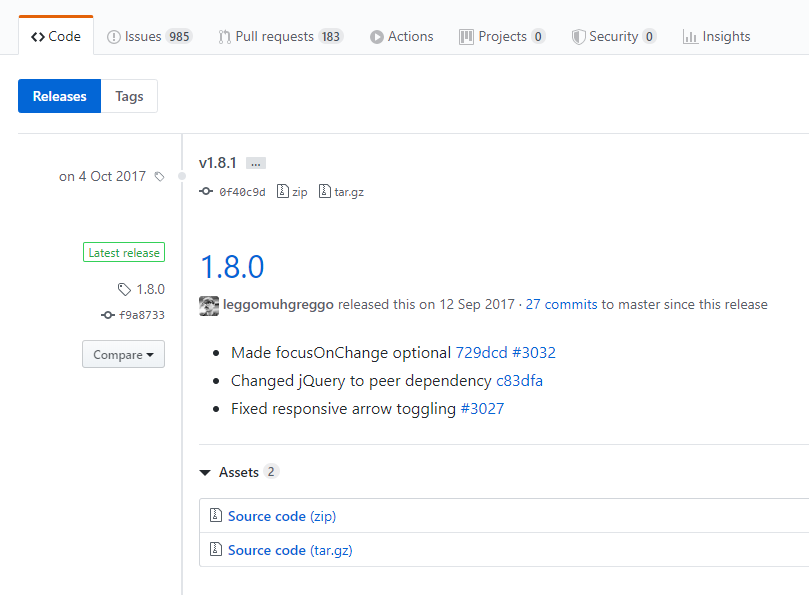 Code Issues 985 Pull requests 183 Actions Projects 0 Security 0 Insights
Releases Tags
on 4 Oct 2017
v1.8.1 ...
0f40c9d zip tar.gz
Latest release
1.8.0
f9a8733
Compare
1.8.0
leggomuhgreggo released this on 12 Sep 2017 · 27 commits to master since this release
• Made focusOnChange optional 729dcd #3032
• Changed jQuery to peer dependency c83dfa
• Fixed responsive arrow toggling #3027
Assets 2
Source code (zip)
Source code (tar.gz)